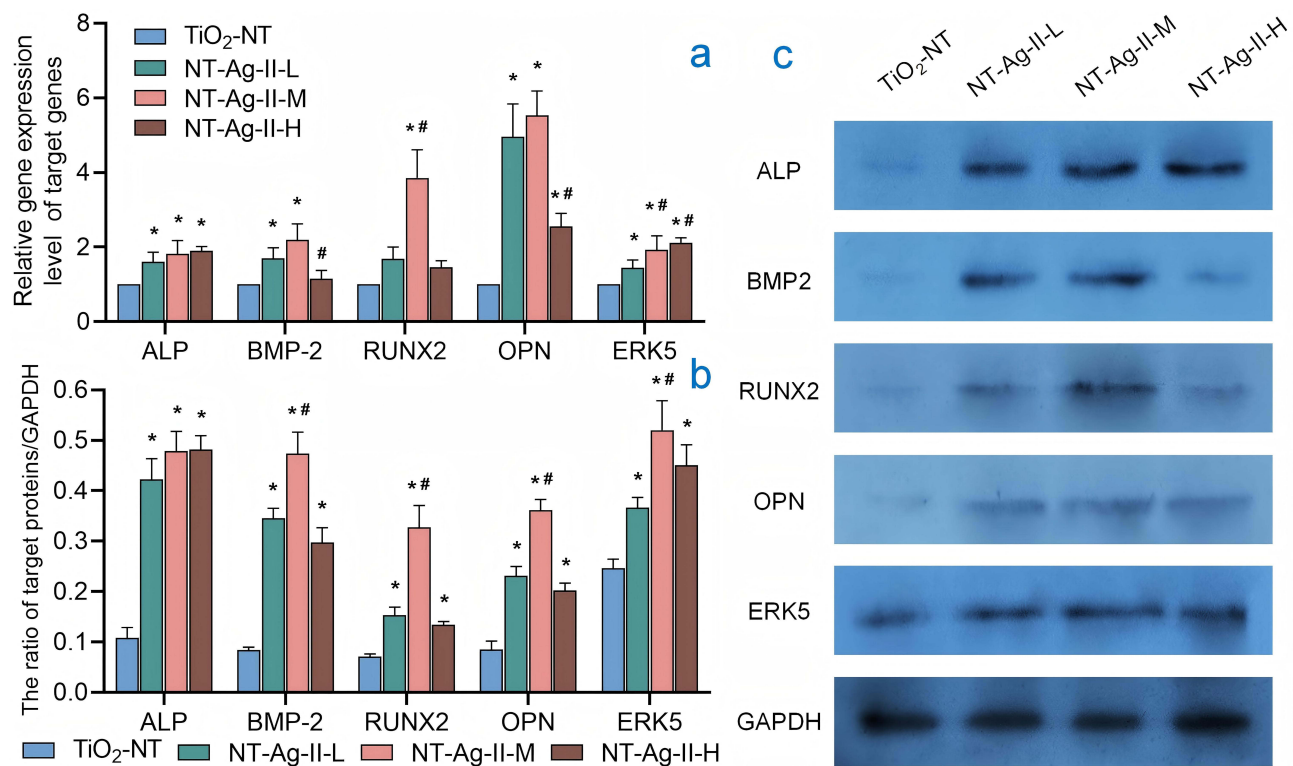 Relative gene expression
level of target genes
8
6
4
2
0
TiO₂-NT
NT-Ag-II-L
NT-Ag-II-M
NT-Ag-II-H
a
* * *
* * #
*#
* * *#
* *# *#
ALP BMP-2 RUNX2 OPN ERK5
The ratio of target proteins/GAPDH
0.6
0.5
0.4
0.3
0.2
0.1
0.0
b
* * *
* *# *
* *# *
* *# *
* *# *
ALP BMP-2 RUNX2 OPN ERK5
TiO₂-NT NT-Ag-II-L NT-Ag-II-M NT-Ag-II-H
c
TiO₂-NT NT-Ag-II-L NT-Ag-II-M NT-Ag-II-H
ALP
BMP2
RUNX2
OPN
ERK5
GAPDH